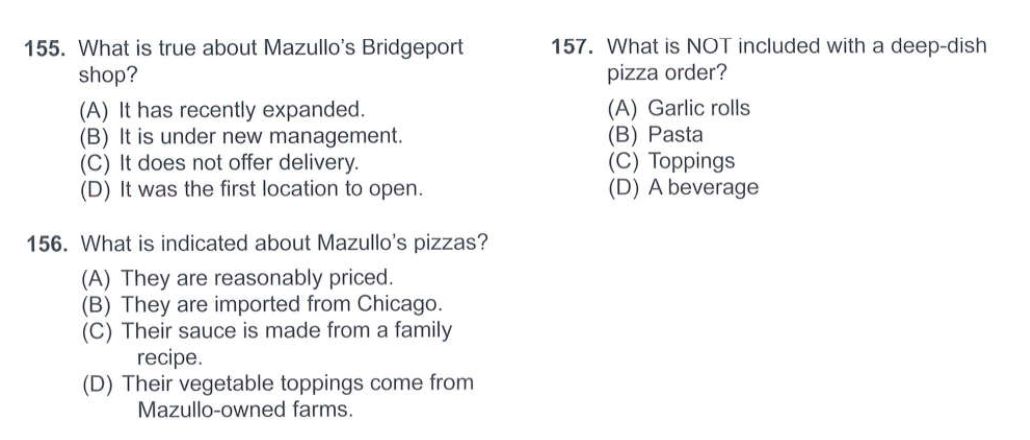 155. What is true about Mazullo's Bridgeport
shop?
(A) It has recently expanded.
(B) It is under new management.
(C) It does not offer delivery.
(D) It was the first location to open.
156. What is indicated about Mazullo's pizzas?
(A) They are reasonably priced.
(B) They are imported from Chicago.
(C) Their sauce is made from a family
recipe.
(D) Their vegetable toppings come from
Mazullo-owned farms.
157. What is NOT included with a deep-dish
pizza order?
(A) Garlic rolls
(B) Pasta
(C) Toppings
(D) A beverage